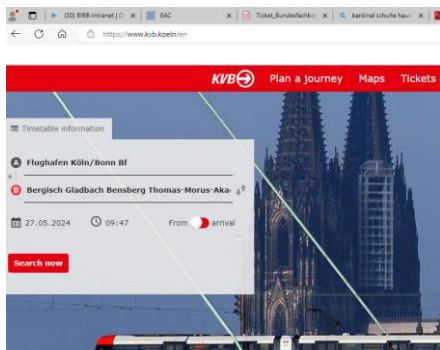 (30) BIBB-Intranet | D
EAC
Ticket_Bundesfachkon
kardinal schulte haus
https://www.kvb.koeln/en
KVB
Plan a journey
Maps
Tickets
Timetable information
A Flughafen Köln/Bonn Bf
B Bergisch Gladbach Bensberg Thomas-Morus-Aka
27.05.2024
09:47
From
arrival
Search now